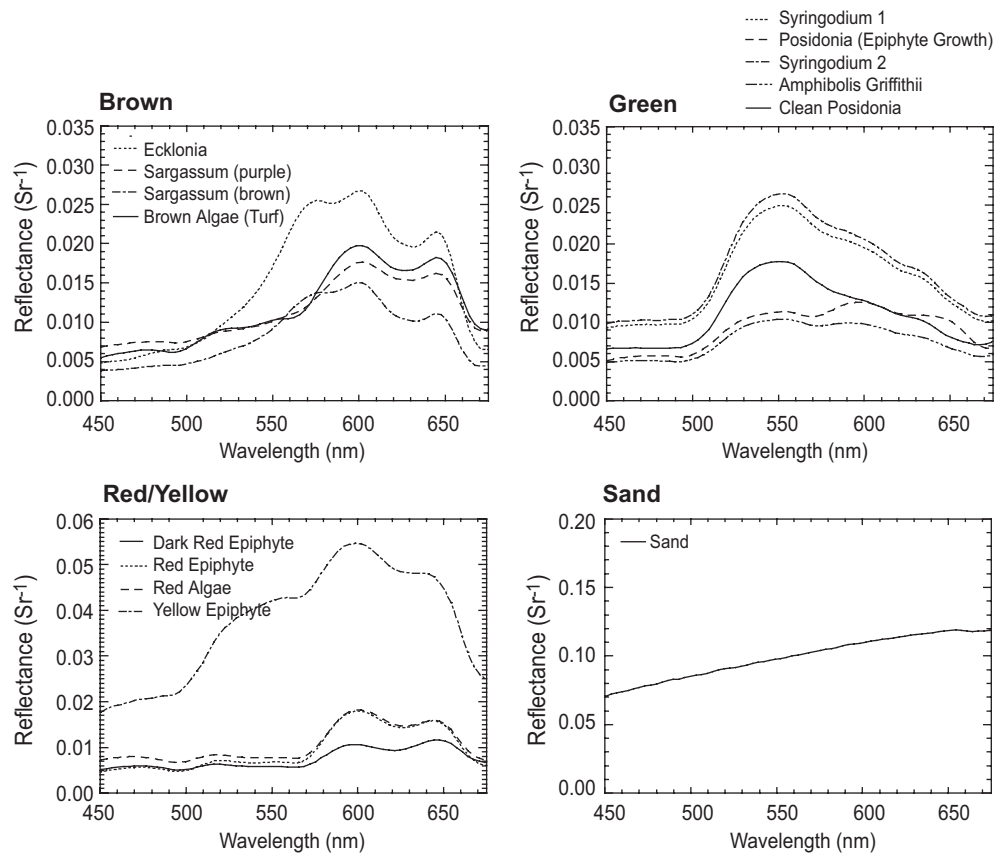 Syringodium 1
Posidonia (Epiphyte Growth)
Syringodium 2
Amphibolis Griffithii
Clean Posidonia
Brown
0.035
0.030
0.025
0.020
0.015
0.010
0.005
0.000
Reflectance (Sr-1)
Ecklonia
Sargassum (purple)
Sargassum (brown)
Brown Algae (Turf)
450 500 550 600 650
Wavelength (nm)
Green
0.035
0.030
0.025
0.020
0.015
0.010
0.005
0.000
Reflectance (Sr-1)
450 500 550 600 650
Wavelength (nm)
Red/Yellow
0.06
0.05
0.04
0.03
0.02
0.01
0.00
Reflectance (Sr-1)
Dark Red Epiphyte
Red Epiphyte
Red Algae
Yellow Epiphyte
450 500 550 600 650
Wavelength (nm)
Sand
0.20
0.15
0.10
0.05
0.00
Reflectance (Sr-1)
Sand
450 500 550 600 650
Wavelength (nm)